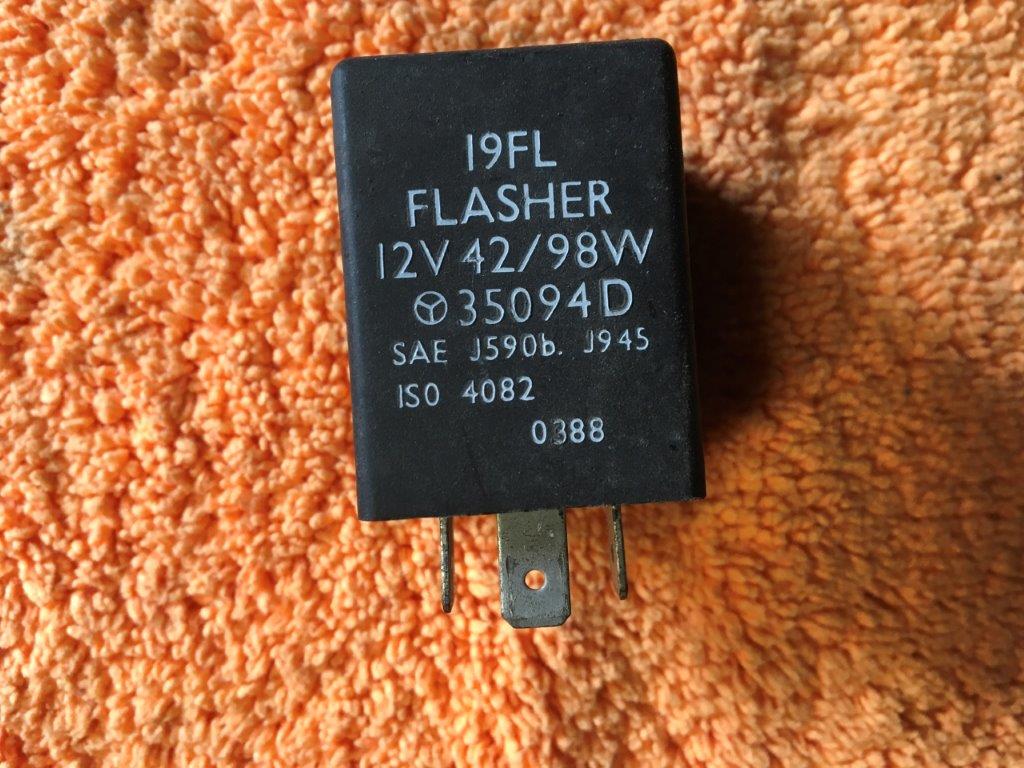 19FL
FLASHER
12V 42/98W
35094D
SAE J590b. J945
ISO 4082
0388